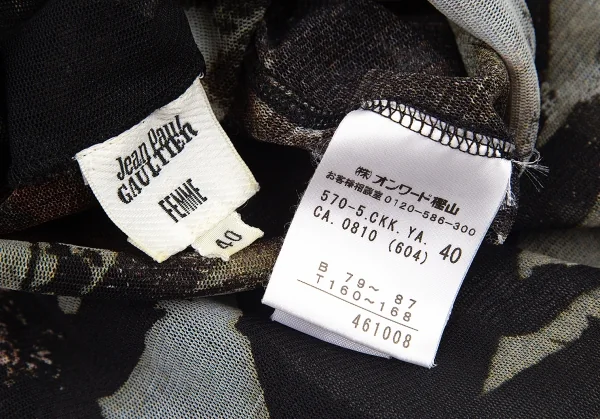 Jean Paul
GAULTIER
FEMME
40
㈱オンワード樫山
お客様相談室 0120-586-300
570-5.CKK.YA. 40
CA. 0810 (604)
B 79~ 87
T160~168
461008